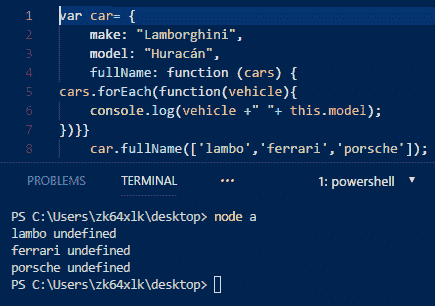 1 var car= {
2 make: "Lamborghini",
3 model: "Huracán",
4 fullName: function (cars) {
5 cars.forEach(function(vehicle){
6 console.log(vehicle +" "+ this.model);
7 })}}
8 car.fullName(['lambo','ferrari','porsche']);
PROBLEMS TERMINAL ··· 1: powershell
PS C:\Users\zk64xlk\desktop> node a
lambo undefined
ferrari undefined
porsche undefined
PS C:\Users\zk64xlk\desktop>